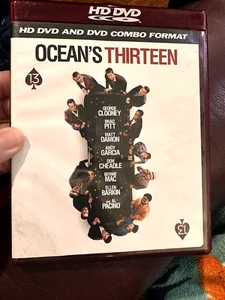 HD DVD
HD DVD AND DVD COMBO FORMAT
OCEAN'S THIRTEEN
13
GEORGE
CLOONEY
BRAD
PITT
MATT
DAMON
ANDY
GARCIA
DON
CHEADLE
BERNIE
MAC
ELLEN
BARKIN
AND AL
PACINO
13